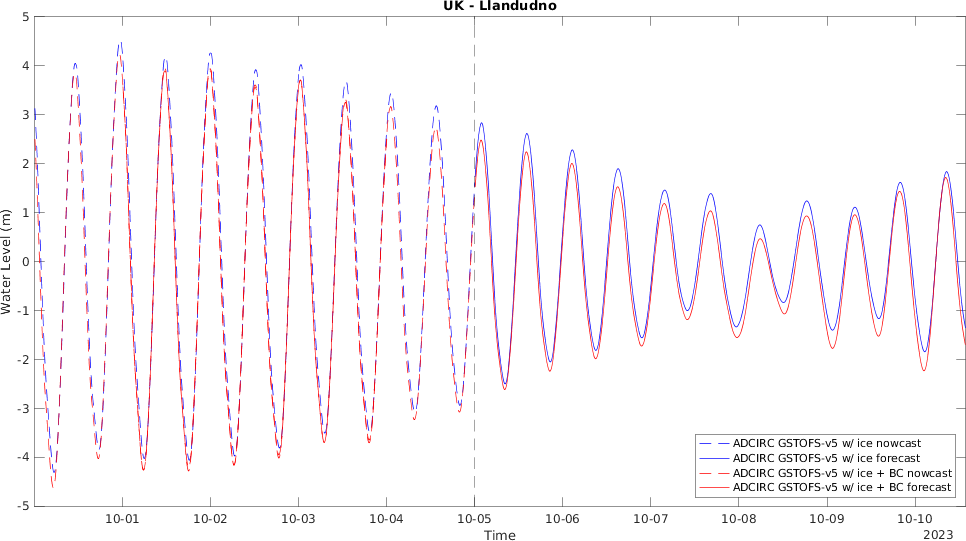 UK - Llandudno
5
4
3
2
1
0
-1
-2
-3
-4
-5
Water Level (m)
10-01 10-02 10-03 10-04 10-05 10-06 10-07 10-08 10-09 10-10
Time
2023
ADCIRC GSTOFS-v5 w/ ice nowcast
ADCIRC GSTOFS-v5 w/ ice forecast
ADCIRC GSTOFS-v5 w/ ice + BC nowcast
ADCIRC GSTOFS-v5 w/ ice + BC forecast